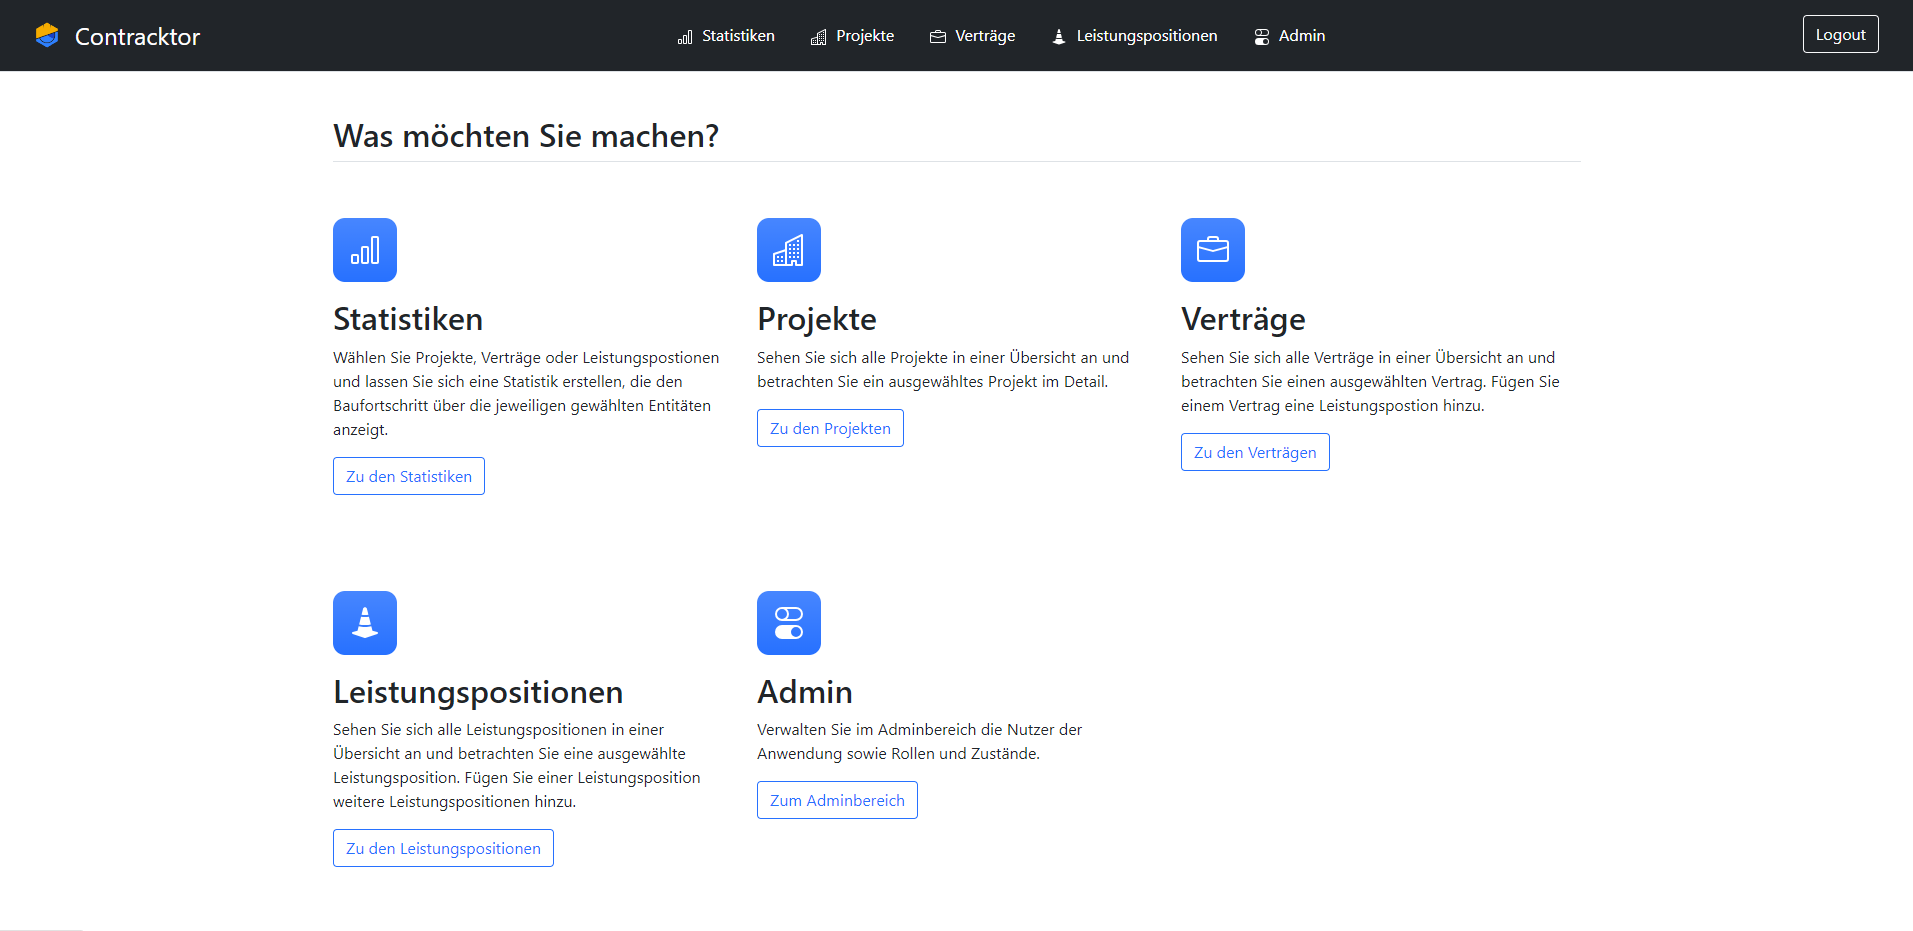 Contracktor
Statistiken
Projekte
Verträge
Leistungspositionen
Admin
Logout
Was möchten Sie machen?
Statistiken
Wählen Sie Projekte, Verträge oder Leistungspostionen
und lassen Sie sich eine Statistik erstellen, die den
Baufortschritt über die jeweiligen gewählten Entitäten
anzeigt.
Zu den Statistiken
Projekte
Sehen Sie sich alle Projekte in einer Übersicht an und
betrachten Sie ein ausgewähltes Projekt im Detail.
Zu den Projekten
Verträge
Sehen Sie sich alle Verträge in einer Übersicht an und
betrachten Sie einen ausgewählten Vertrag. Fügen Sie
einem Vertrag eine Leistungspostion hinzu.
Zu den Verträgen
Leistungspositionen
Sehen Sie sich alle Leistungspositionen in einer
Übersicht an und betrachten Sie eine ausgewählte
Leistungsposition. Fügen Sie einer Leistungsposition
weitere Leistungspositionen hinzu.
Zu den Leistungspositionen
Admin
Verwalten Sie im Adminbereich die Nutzer der
Anwendung sowie Rollen und Zustände.
Zum Adminbereich